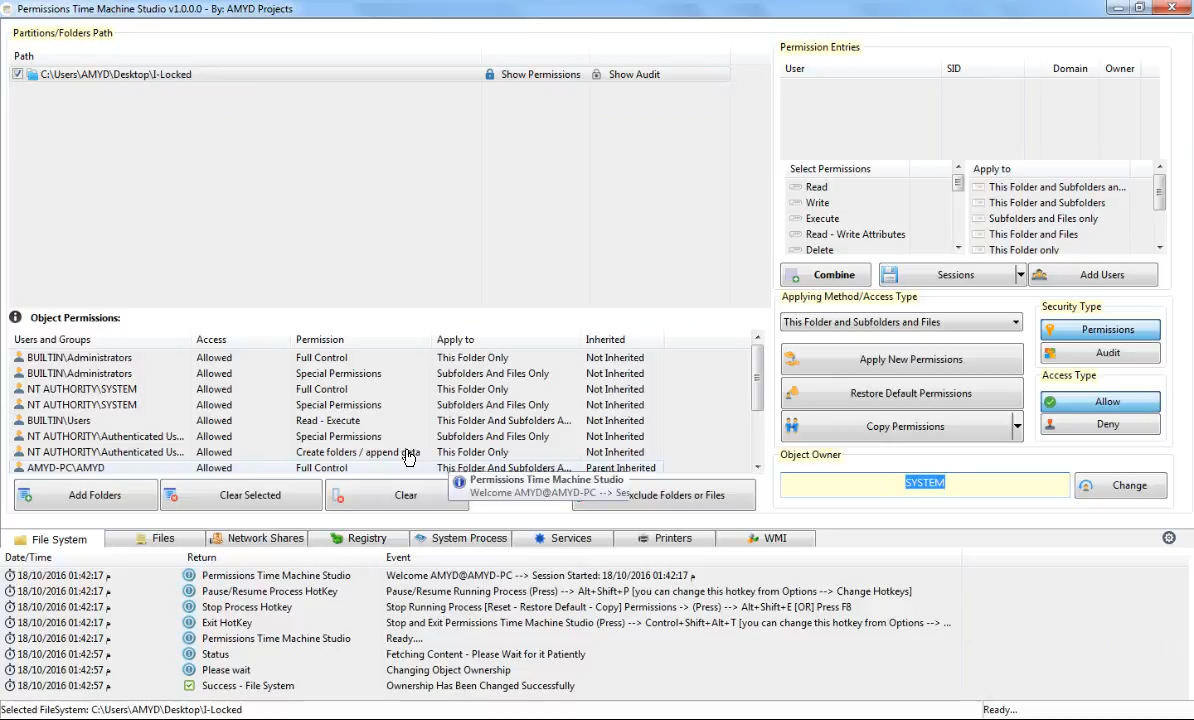 Permissions Time Machine Studio v1.0.0.0 - By: AMYD Projects
Partitions/Folders Path
Path
C:\Users\AMYD\Desktop\I-Locked Show Permissions Show Audit
Permission Entries
User SID Domain Owner
Select Permissions
Read
Write
Execute
Read - Write Attributes
Delete
Apply to
This Folder and Subfolders an...
This Folder and Subfolders
Subfolders and Files only
This Folder and Files
This Folder only
Combine Sessions Add Users
Object Permissions:
Users and Groups Access Permission Apply to Inherited
BUILTIN\Administrators Allowed Full Control This Folder Only Not Inherited
BUILTIN\Administrators Allowed Special Permissions Subfolders And Files Only Not Inherited
NT AUTHORITY\SYSTEM Allowed Full Control This Folder Only Not Inherited
NT AUTHORITY\SYSTEM Allowed Special Permissions Subfolders And Files Only Not Inherited
BUILTIN\Users Allowed Read - Execute This Folder And Subfolders A... Not Inherited
NT AUTHORITY\Authenticated Us... Allowed Special Permissions Subfolders And Files Only Not Inherited
NT AUTHORITY\Authenticated Us... Allowed Create folders / append data This Folder Only Not Inherited
AMYD-PC\AMYD Allowed Full Control This Folder And Subfolders A... Parent Inherited
Permissions Time Machine Studio
Welcome AMYD@AMYD-PC --> Ses
Add Folders Clear Selected Clear xclude Folders or Files
Applying Method/Access Type
This Folder and Subfolders and Files
Apply New Permissions
Restore Default Permissions
Copy Permissions
Security Type
Permissions
Audit
Access Type
Allow
Deny
Object Owner
SYSTEM Change
File System Files Network Shares Registry System Process Services Printers WMI
Date/Time Return Event
18/10/2016 01:42:17 م Permissions Time Machine Studio Welcome AMYD@AMYD-PC --> Session Started: 18/10/2016 01:42:17 م
18/10/2016 01:42:17 م Pause/Resume Process HotKey Pause/Resume Running Process (Press) --> Alt+Shift+P [you can change this hotkey from Options --> Change Hotkeys]
18/10/2016 01:42:17 م Stop Process Hotkey Stop Running Process [Reset - Restore Default - Copy] Permissions -> (Press) --> Alt+Shift+E [OR] Press F8
18/10/2016 01:42:17 م Exit HotKey Stop and Exit Permissions Time Machine Studio (Press) --> Control+Shift+Alt+T [you can change this hotkey from Options --> ...
18/10/2016 01:42:17 م Permissions Time Machine Studio Ready....
18/10/2016 01:42:57 م Status Fetching Content - Please Wait for it Patiently
18/10/2016 01:42:57 م Please wait Changing Object Ownership
18/10/2016 01:42:57 م Success - File System Ownership Has Been Changed Successfully
Selected FileSystem: C:\Users\AMYD\Desktop\I-Locked Ready...